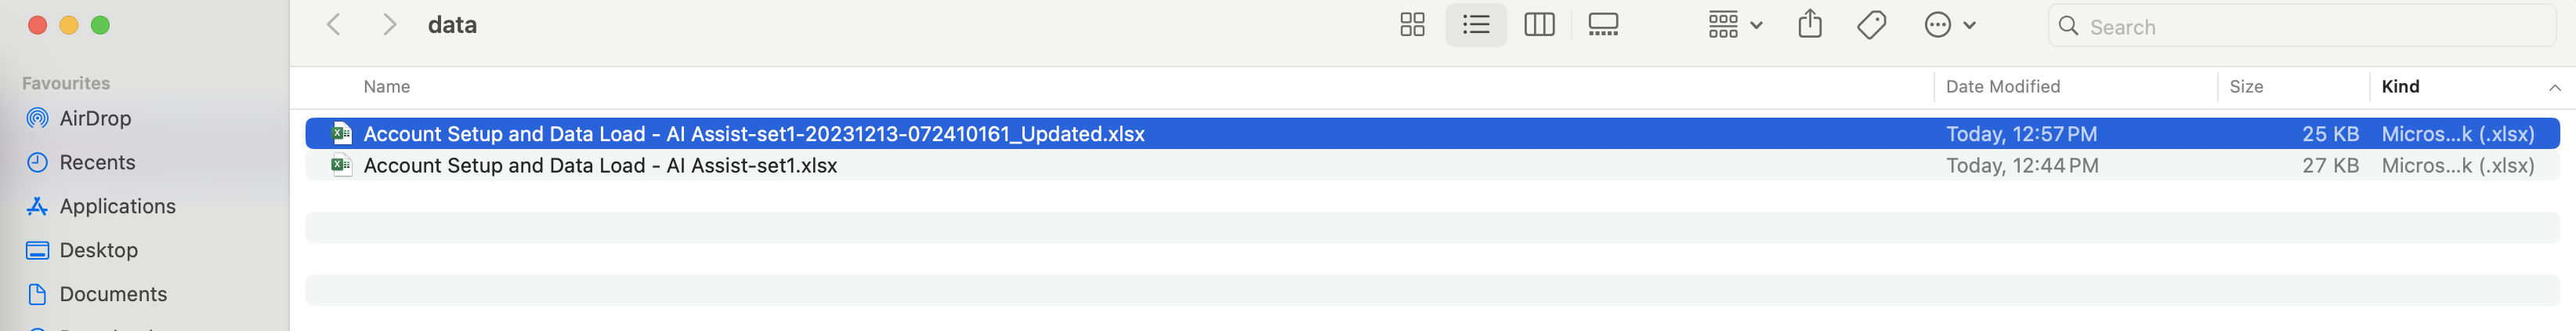 data
Search
Favourites
AirDrop
Recents
Applications
Desktop
Documents
Name Date Modified Size Kind
Account Setup and Data Load - AI Assist-set1-20231213-072410161_Updated.xlsx Today, 12:57 PM 25 KB Micros...k (.xlsx)
Account Setup and Data Load - AI Assist-set1.xlsx Today, 12:44 PM 27 KB Micros...k (.xlsx)